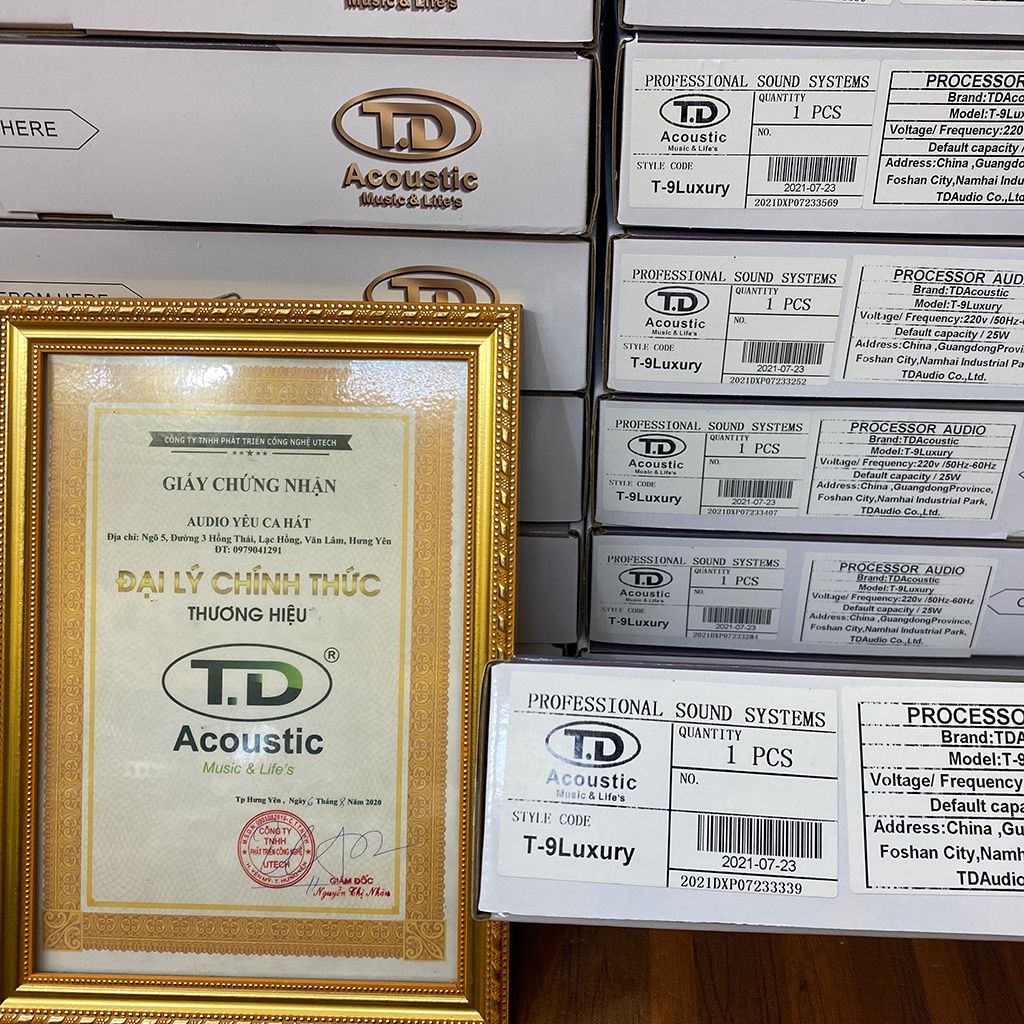 Music & Life's
HERE
T.D
Acoustic
Music & Life's
FROM HERE
CÔNG TY TNHH PHÁT TRIỂN CÔNG NGHỆ UTECH
GIẤY CHỨNG NHẬN
AUDIO YÊU CA HÁT
Địa chỉ: Ngõ 5, Đường 3 Hồng Thái, Lạc Hồng, Văn Lâm, Hưng Yên
ĐT: 0979041291
ĐẠI LÝ CHÍNH THỨC
THƯƠNG HIỆU
T.D ®
Acoustic
Music & Life's
Tp Hưng Yên , Ngày 6 Tháng 8 Năm 2020
CÔNG TY
TNHH
PHÁT TRIỂN CÔNG NGHỆ
UTECH
GIÁM ĐỐC
Nguyễn Thị Nhàn
PROFESSIONAL SOUND SYSTEMS
T.D
Acoustic
Music & Life's
QUANTITY
1 PCS
NO.
STYLE CODE
T-9Luxury
2021-07-23
2021DXP07233569
PROCESSOR
Brand:TDAco
Model:T-9Lux
Voltage/ Frequency:220
Default capacity /
Address:China ,Guangdo
Foshan City,Namhai Indu
TDAudio Co.,Ltd
PROFESSIONAL SOUND SYSTEMS
T.D
Acoustic
Music & Life's
QUANTITY
1 PCS
NO.
STYLE CODE
T-9Luxury
2021-07-23
2021DXP07233252
PROCESSOR AUD
Brand:TDAcoustic
Model:T-9Luxury
Voltage/ Frequency:220v /50Hz-
Default capacity / 25W
Address:China ,GuangdongProvin
Foshan City,Namhai Industrial Pa
TDAudio Co.,Ltd.
PROFESSIONAL SOUND SYSTEMS
T.D
Acoustic
Music & Life's
QUANTITY
1 PCS
NO.
STYLE CODE
T-9Luxury
2021-07-23
2021DXP07233407
PROCESSOR AUDIO
Brand:TDAcoustic
Model:T-9Luxury
Voltage/ Frequency:220v /50Hz-60Hz
Default capacity / 25W
Address:China ,GuangdongProvince,
Foshan City,Namhai Industrial Park,
TDAudio Co.,Ltd.
PROFESSIONAL SOUND SYSTEMS
T.D
Acoustic
Music & Life's
QUANTITY
1 PCS
NO.
STYLE CODE
T-9Luxury
2021-07-23
2021DXP07233284
PROCESSOR AUDIO
Brand:TDAcoustic
Model:T-9Luxury
Voltage/ Frequency:220v /50Hz-60Hz
Default capacity / 25W
Address:China ,GuangdongProvince,
Foshan City,Namhai Industrial Park,
TDAudio Co.,Ltd.
PROFESSIONAL SOUND SYSTEMS
T.D
Acoustic
Music & Life's
QUANTITY
1 PCS
NO.
STYLE CODE
T-9Luxury
2021-07-23
2021DXP07233339
PROCESSO
Brand:TDA
Model:T-9
Voltage/ Frequency
Default capa
Address:China ,Gu
Foshan City,Namh
TDAudio